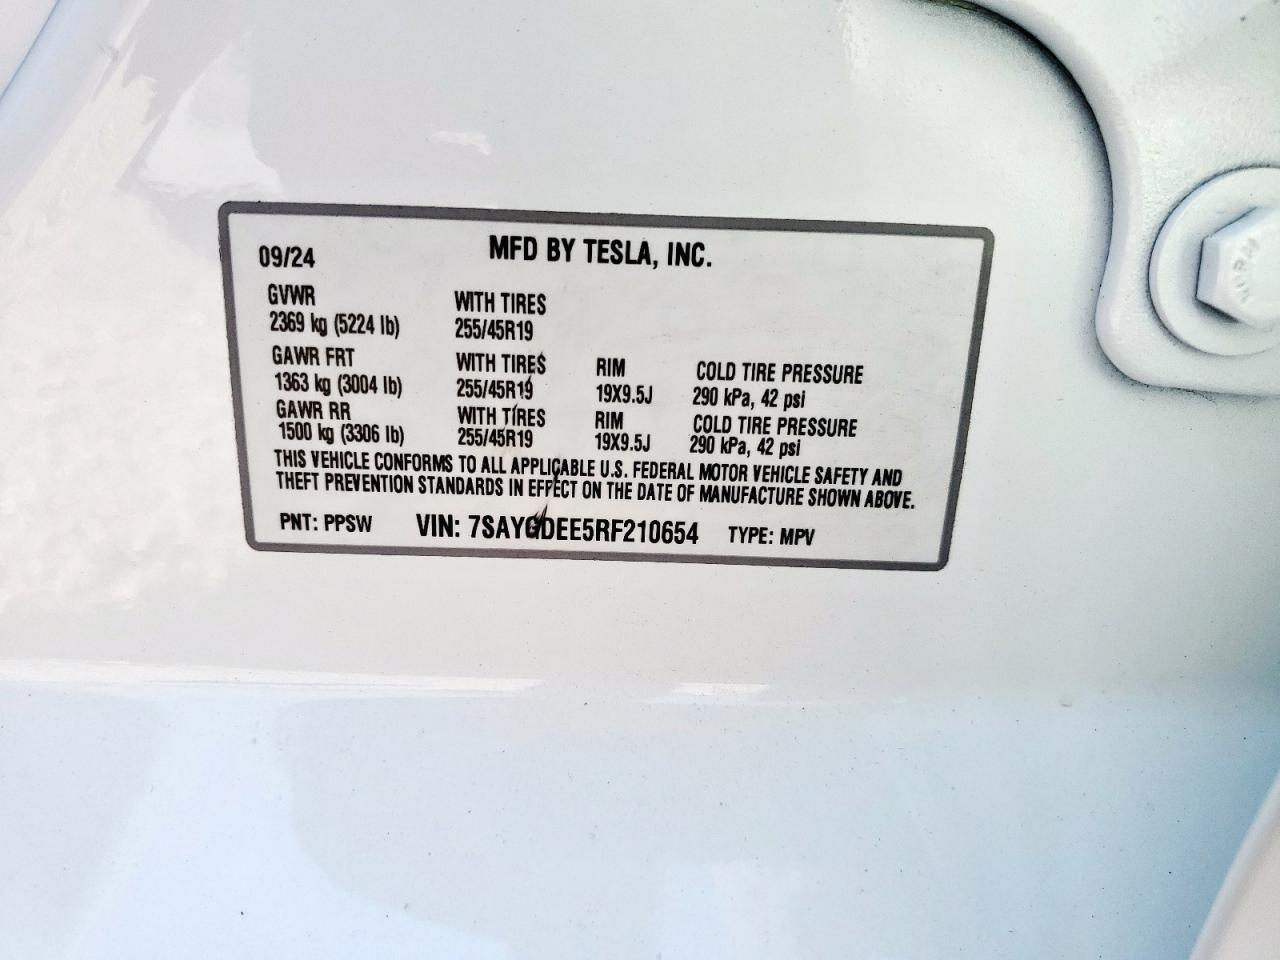 09/24 MFD BY TESLA, INC.
GVWR WITH TIRES
2369 kg (5224 lb) 255/45R19
GAWR FRT WITH TIRES RIM COLD TIRE PRESSURE
1363 kg (3004 lb) 255/45R19 19X9.5J 290 kPa, 42 psi
GAWR RR WITH TIRES RIM COLD TIRE PRESSURE
1500 kg (3306 lb) 255/45R19 19X9.5J 290 kPa, 42 psi
THIS VEHICLE CONFORMS TO ALL APPLICABLE U.S. FEDERAL MOTOR VEHICLE SAFETY AND
THEFT PREVENTION STANDARDS IN EFFECT ON THE DATE OF MANUFACTURE SHOWN ABOVE.
PNT: PPSW VIN: 7SAYGDEE5RF210654 TYPE: MPV